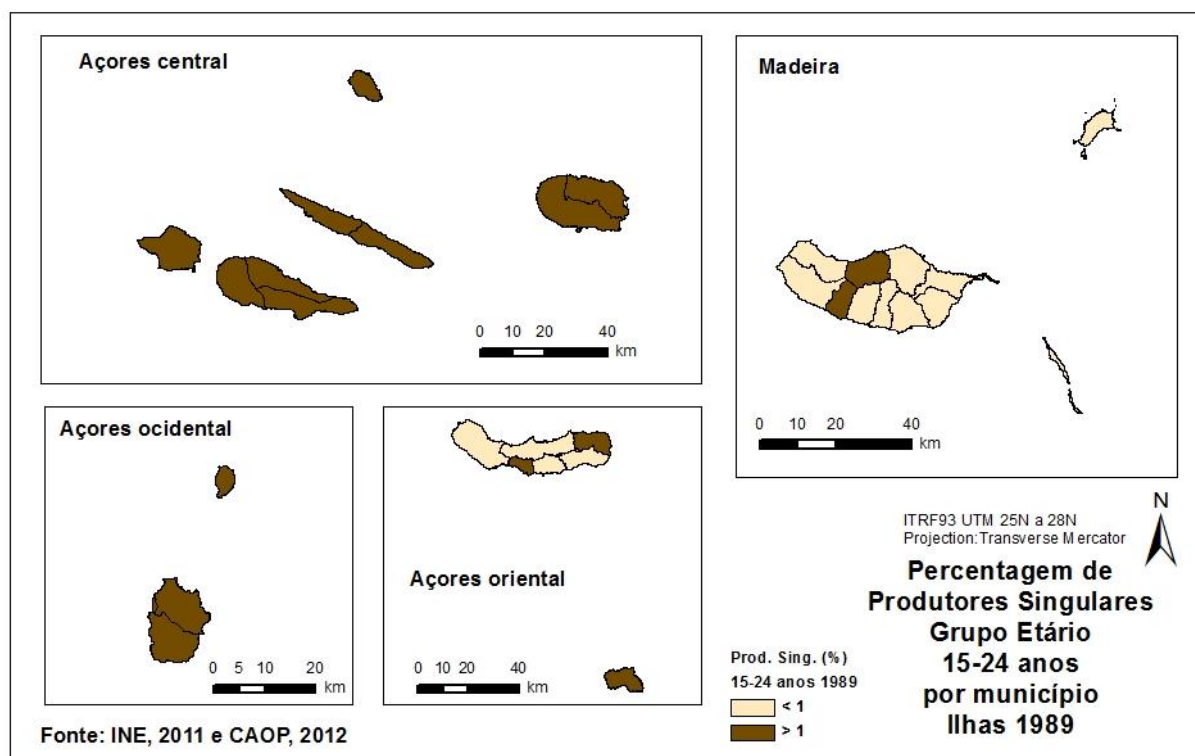 Açores central
0 10 20 40
km
Madeira
0 10 20 40
km
Açores ocidental
0 5 10 20
km
Açores oriental
0 10 20 40
km
N
ITRF93 UTM 25N a 28N
Projection: Transverse Mercator
Percentagem de
Produtores Singulares
Grupo Etário
15-24 anos
por município
Ilhas 1989
Prod. Sing. (%)
15-24 anos 1989
< 1
> 1
Fonte: INE, 2011 e CAOP, 2012